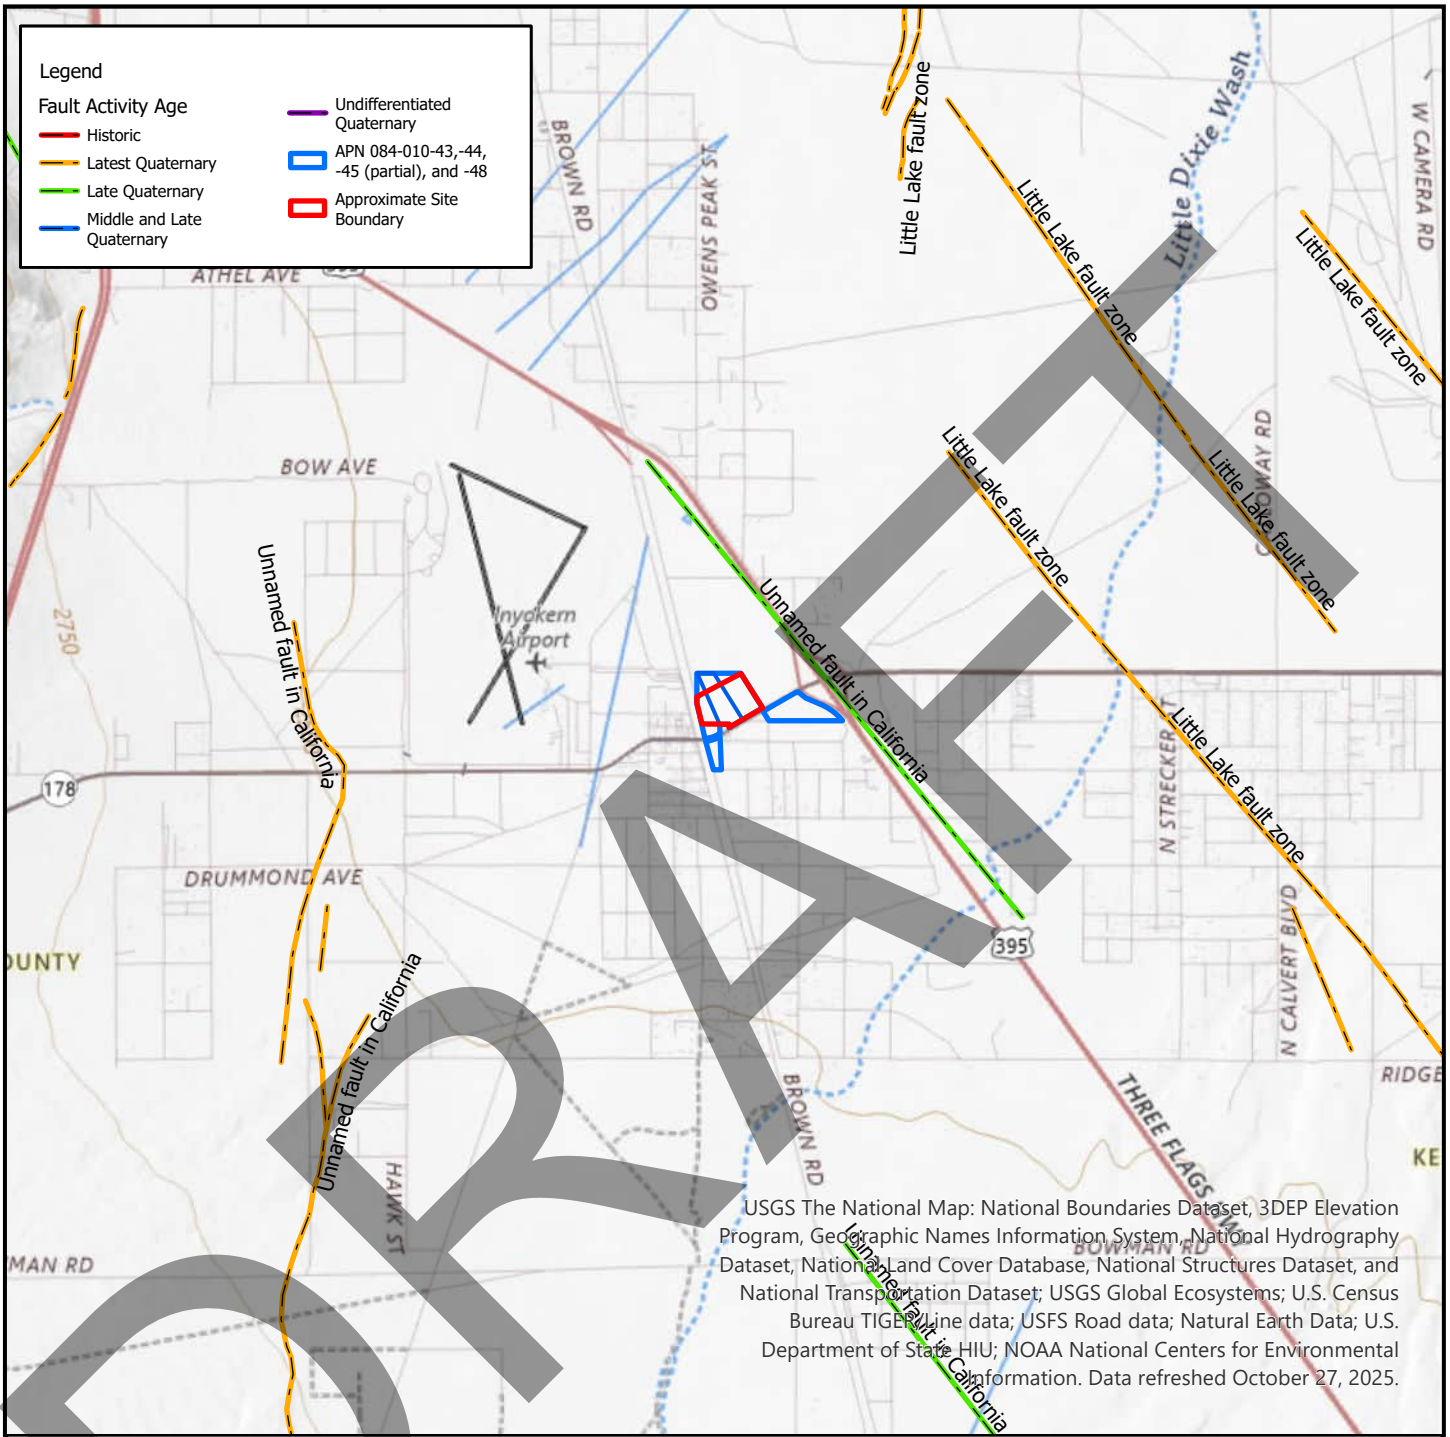 Legend
Fault Activity Age
Historic
Latest Quaternary
Late Quaternary
Middle and Late
Quaternary
Undifferentiated
Quaternary
APN 084-010-43,-44,
-45 (partial), and -48
Approximate Site
Boundary
ATHEL AVE
BROWN RD
OWENS PEAK ST
Little Lake fault zone
Little Dixie Wash
W CAMERA RD
Little Lake fault zone
Little Lake fault zone
BOW AVE
Little Lake fault zone
Little Lake fault zone
Unnamed fault in California
2750
Inyokern
Airport
Unnamed fault in California
178
N STRECKER ST
Little Lake fault zone
DRUMMOND AVE
OUNTY
395
N CALVERT BLVD
Unnamed fault in California
RIDGE
BROWN RD
THREE FLAGS HWY
KE
HAWK ST
MAN RD
BOWMAN RD
Unnamed fault in California
USGS The National Map: National Boundaries Dataset, 3DEP Elevation
Program, Geographic Names Information System, National Hydrography
Dataset, National Land Cover Database, National Structures Dataset, and
National Transportation Dataset; USGS Global Ecosystems; U.S. Census
Bureau TIGER/Line data; USFS Road data; Natural Earth Data; U.S.
Department of State HIU; NOAA National Centers for Environmental
Information. Data refreshed October 27, 2025.
DRAFT